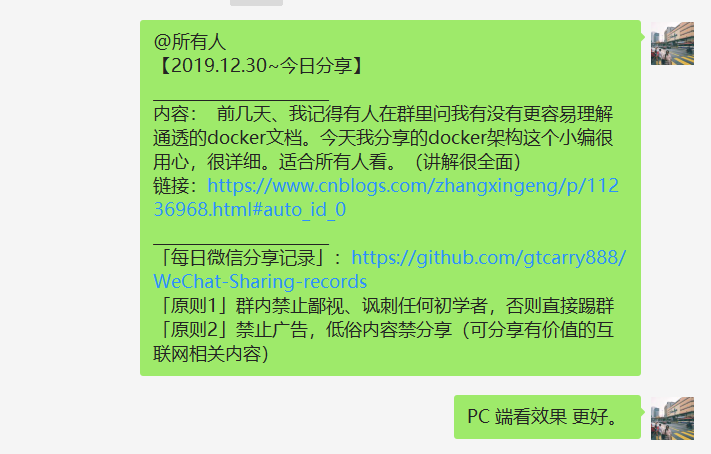 @所有人
【2019.12.30~今日分享】
____________________
内容： 前几天、我记得有人在群里问我有没有更容易理解
通透的docker文档。今天我分享的docker架构这个小编很
用心，很详细。适合所有人看。（讲解很全面）
链接：https://www.cnblogs.com/zhangxingeng/p/112
36968.html#auto_id_0
____________________
「每日微信分享记录」：https://github.com/gtcarry888/
WeChat-Sharing-records
「原则1」群内禁止鄙视、讽刺任何初学者，否则直接踢群
「原则2」禁止广告，低俗内容禁分享（可分享有价值的互
联网相关内容）
PC 端看效果 更好。